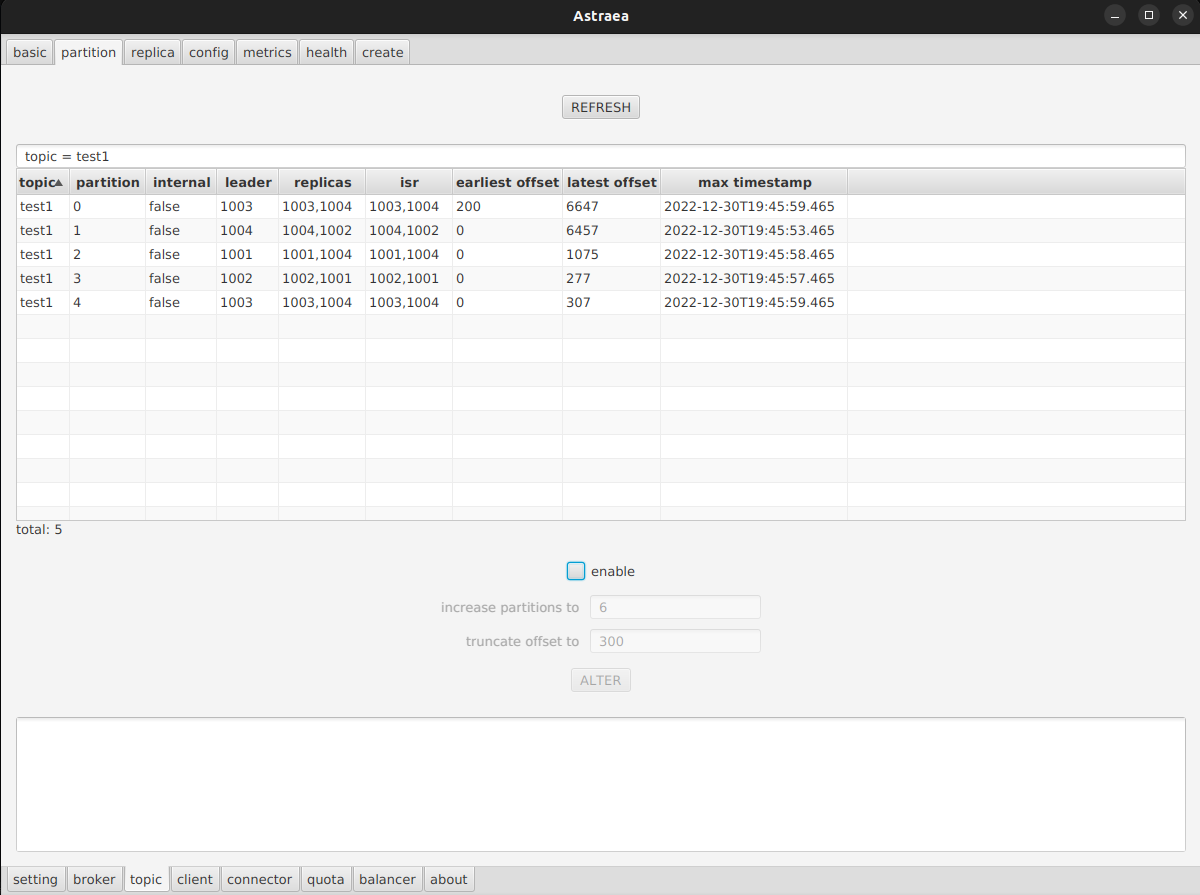 Astraea
basic partition replica config metrics health create
REFRESH
topic = test1
topic partition internal leader replicas isr earliest offset latest offset max timestamp
test1 0 false 1003 1003,1004 1003,1004 200 6647 2022-12-30T19:45:59.465
test1 1 false 1004 1004,1002 1004,1002 0 6457 2022-12-30T19:45:53.465
test1 2 false 1001 1001,1004 1001,1004 0 1075 2022-12-30T19:45:58.465
test1 3 false 1002 1002,1001 1002,1001 0 277 2022-12-30T19:45:57.465
test1 4 false 1003 1003,1004 1003,1004 0 307 2022-12-30T19:45:59.465
total: 5
enable
increase partitions to 6
truncate offset to 300
ALTER
setting broker topic client connector quota balancer about